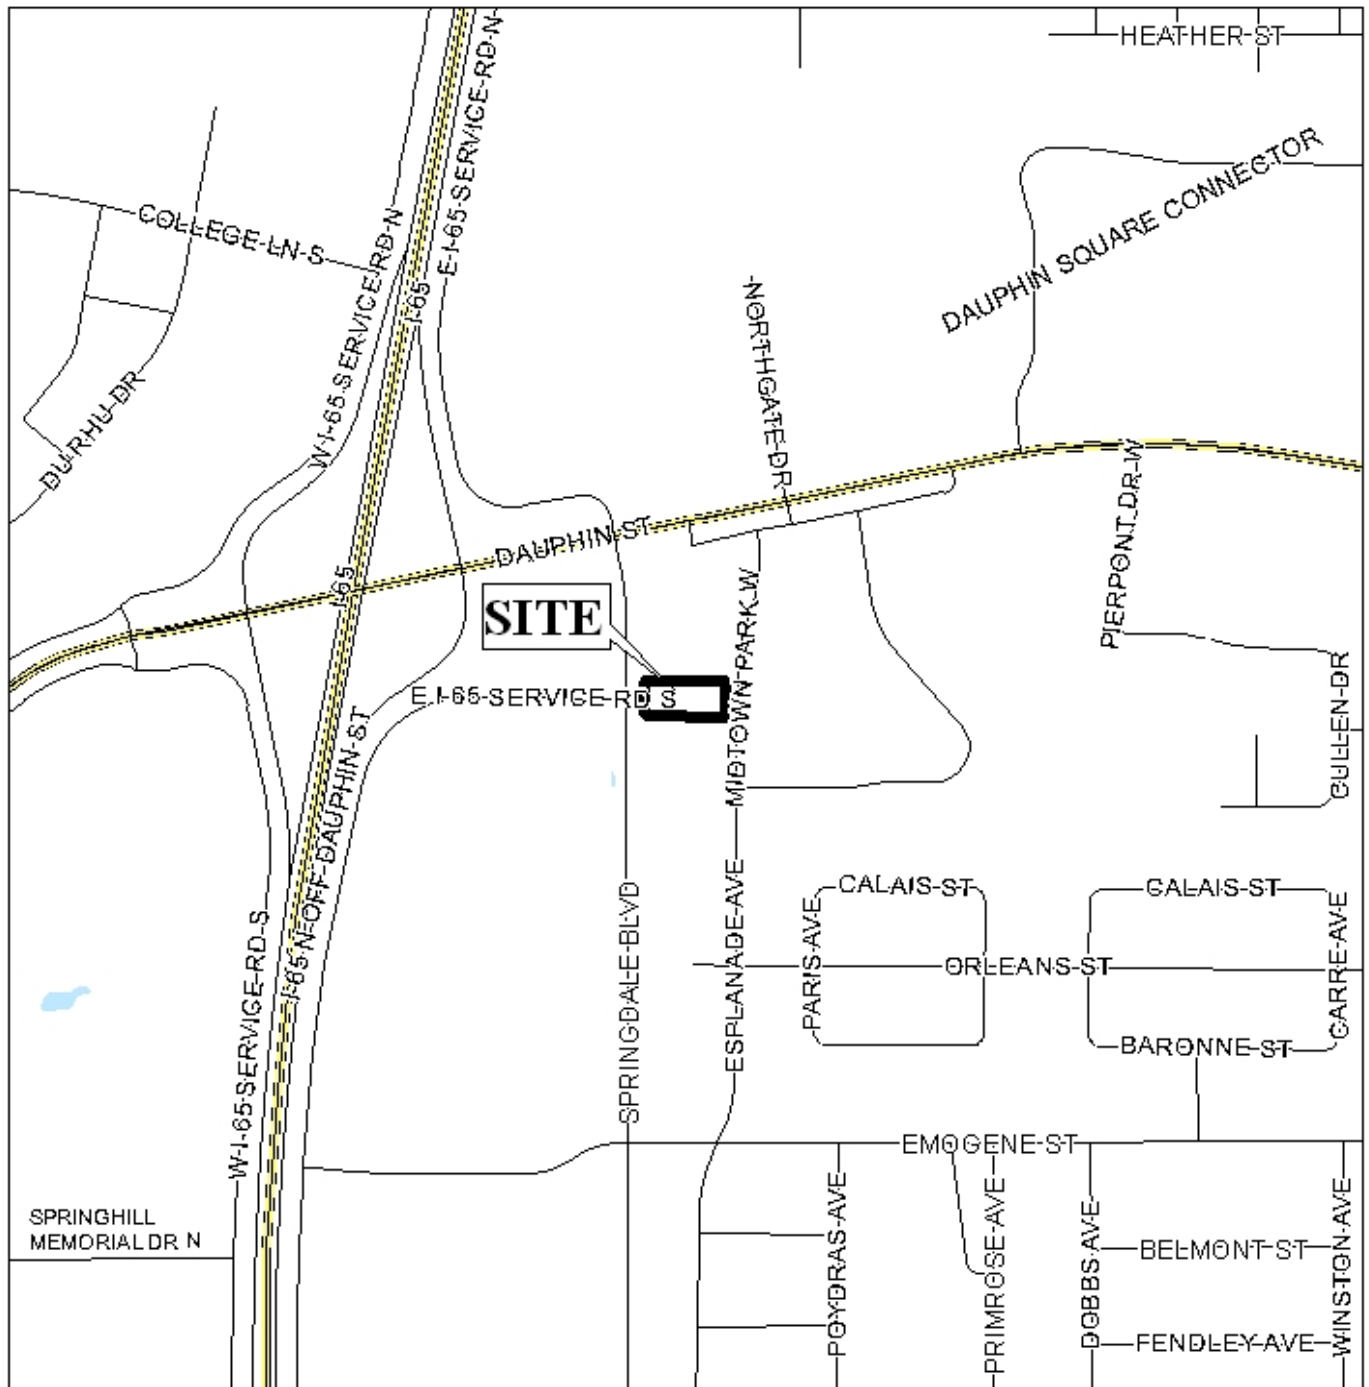 HEATHER ST
E I-65 SERVICE RD N
DAUPHIN SQUARE CONNECTOR
COLLEGE LN S
W I-65 SERVICE RD N
I-65
NORTHGATE DR
DU RHU DR
DAUPHIN ST
PIERPONT DR W
I-65
SITE
MIDTOWN PARK W
E I-65 SERVICE RD S
CULLEN DR
I-65 N OFF DAUPHIN ST
CALAIS ST
CALAIS ST
SPRINGDALE BLVD
ESPLANADE AVE
PARIS AVE
CARRE AVE
ORLEANS ST
W I-65 SERVICE RD S
BARONNE ST
EMOGENE ST
SPRINGHILL
MEMORIAL DR N
POYDRAS AVE
PRIMROSE AVE
DOBBS AVE
BELMONT ST
WINSTON AVE
FENDLEY AVE